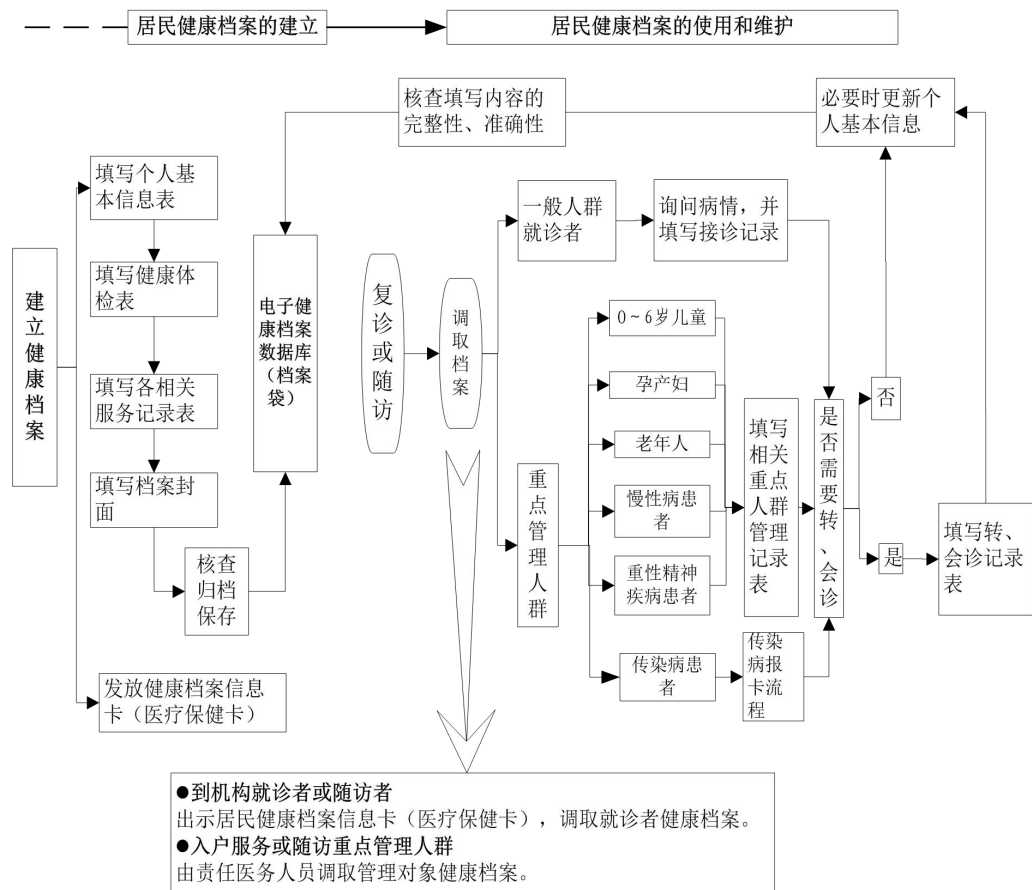 居民健康档案的建立
居民健康档案的使用和维护
核查填写内容的
完整性、准确性
必要时更新个
人基本信息
填写个人基
本信息表
一般人群
就诊者
询问病情，并
填写接诊记录
建立健康档案
填写健康体
检表
电子健
康档案
数据库
（档案
袋）
复诊或随访
调取档案
0～6岁儿童
孕产妇
老年人
慢性病患
者
重性精神
疾病患者
传染病患
者
填写各相关
服务记录表
填写档案封
面
核查
归档
保存
重点管理人群
填写
相关
重点
人群
管理
记录
表
传染
病报
卡流
程
是否需要转、会诊
否
是
填写转、
会诊记录
表
发放健康档案信息
卡（医疗保健卡）
●到机构就诊者或随访者
出示居民健康档案信息卡（医疗保健卡），调取就诊者健康档案。
●入户服务或随访重点管理人群
由责任医务人员调取管理对象健康档案。